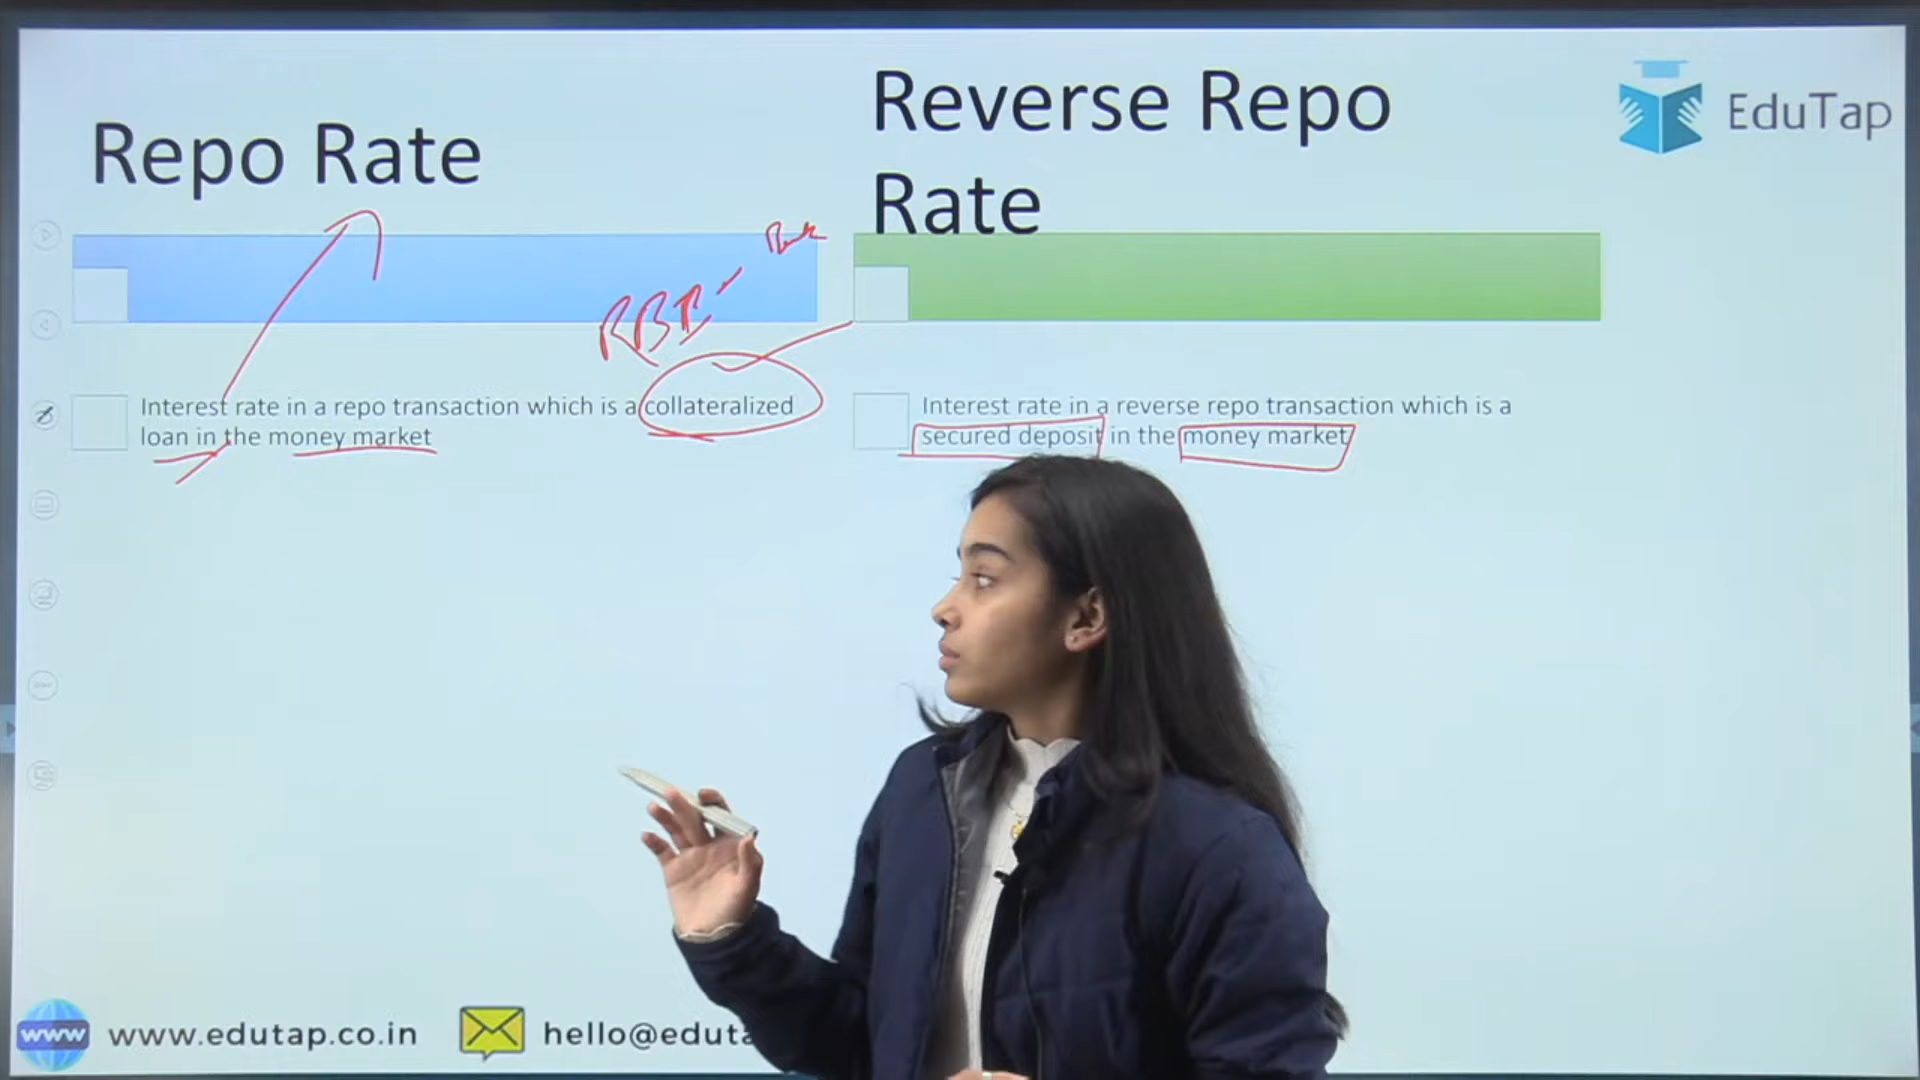 Repo Rate
Reverse Repo
Rate
EduTap
RBI
Bank
Interest rate in a repo transaction which is a collateralized
loan in the money market
Interest rate in a reverse repo transaction which is a
secured deposit in the money market
www www.edutap.co.in
hello@eduta